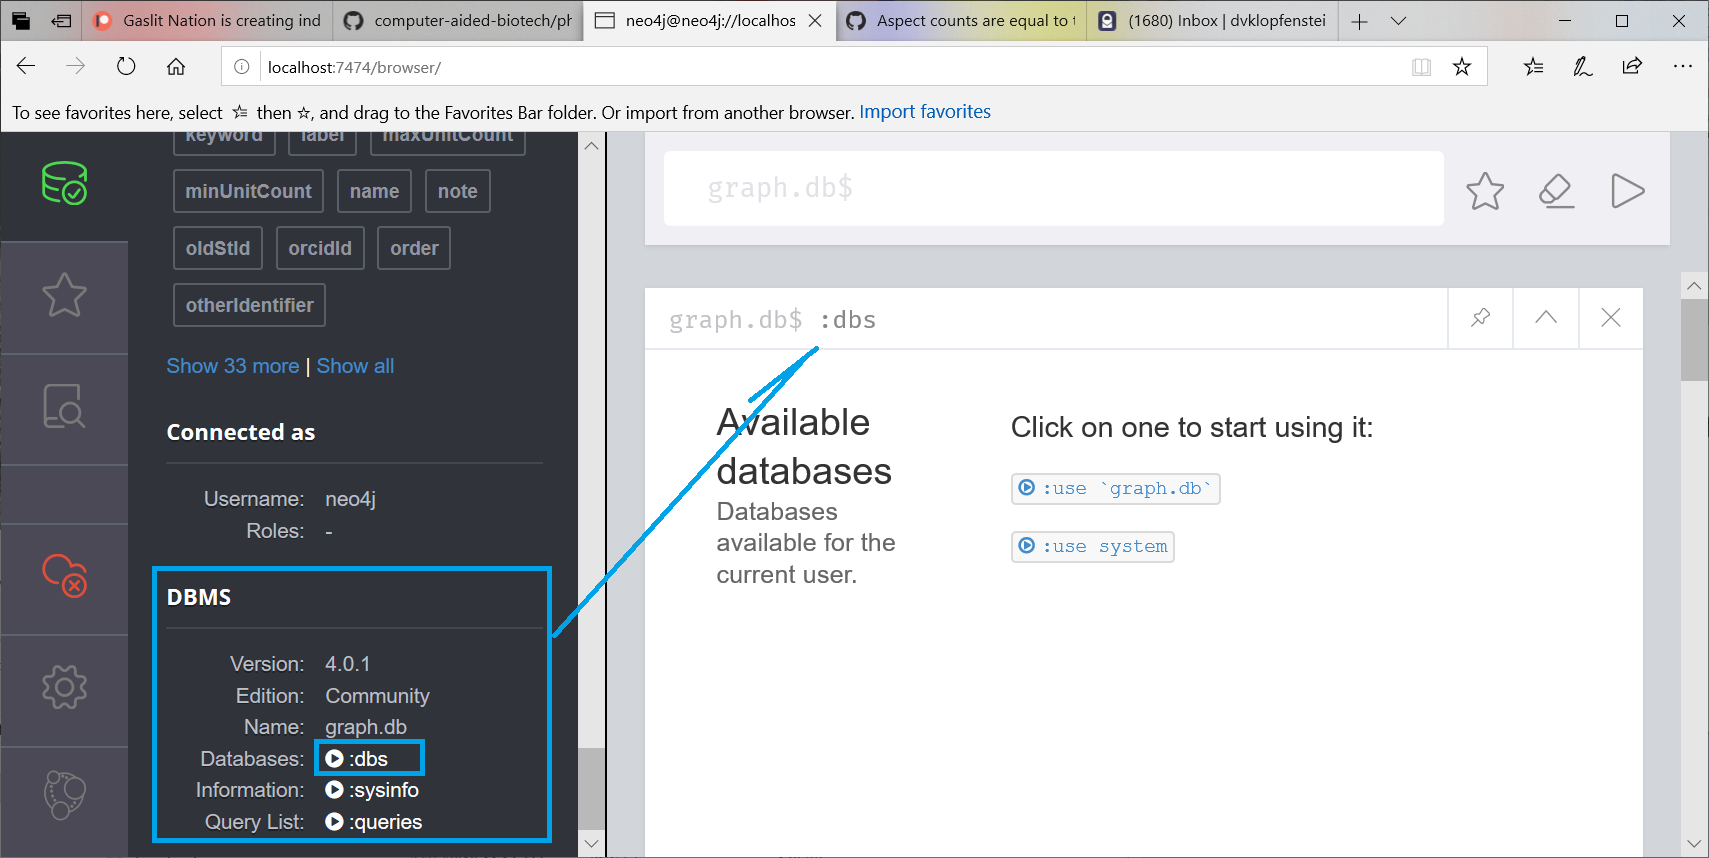 Gaslit Nation is creating ind
computer-aided-biotech/ph
neo4j@neo4j://localhos
Aspect counts are equal to t
(1680) Inbox | dvklopfenstei
localhost:7474/browser/
To see favorites here, select then , and drag to the Favorites Bar folder. Or import from another browser. Import favorites
keyword label maxUnitCount
minUnitCount name note
oldStId orcidId order
otherIdentifier
Show 33 more | Show all
Connected as
Username: neo4j
Roles: -
DBMS
Version: 4.0.1
Edition: Community
Name: graph.db
Databases: :dbs
Information: :sysinfo
Query List: :queries
graph.db$
graph.db$ :dbs
Available
databases
Databases
available for the
current user.
Click on one to start using it:
:use `graph.db`
:use system